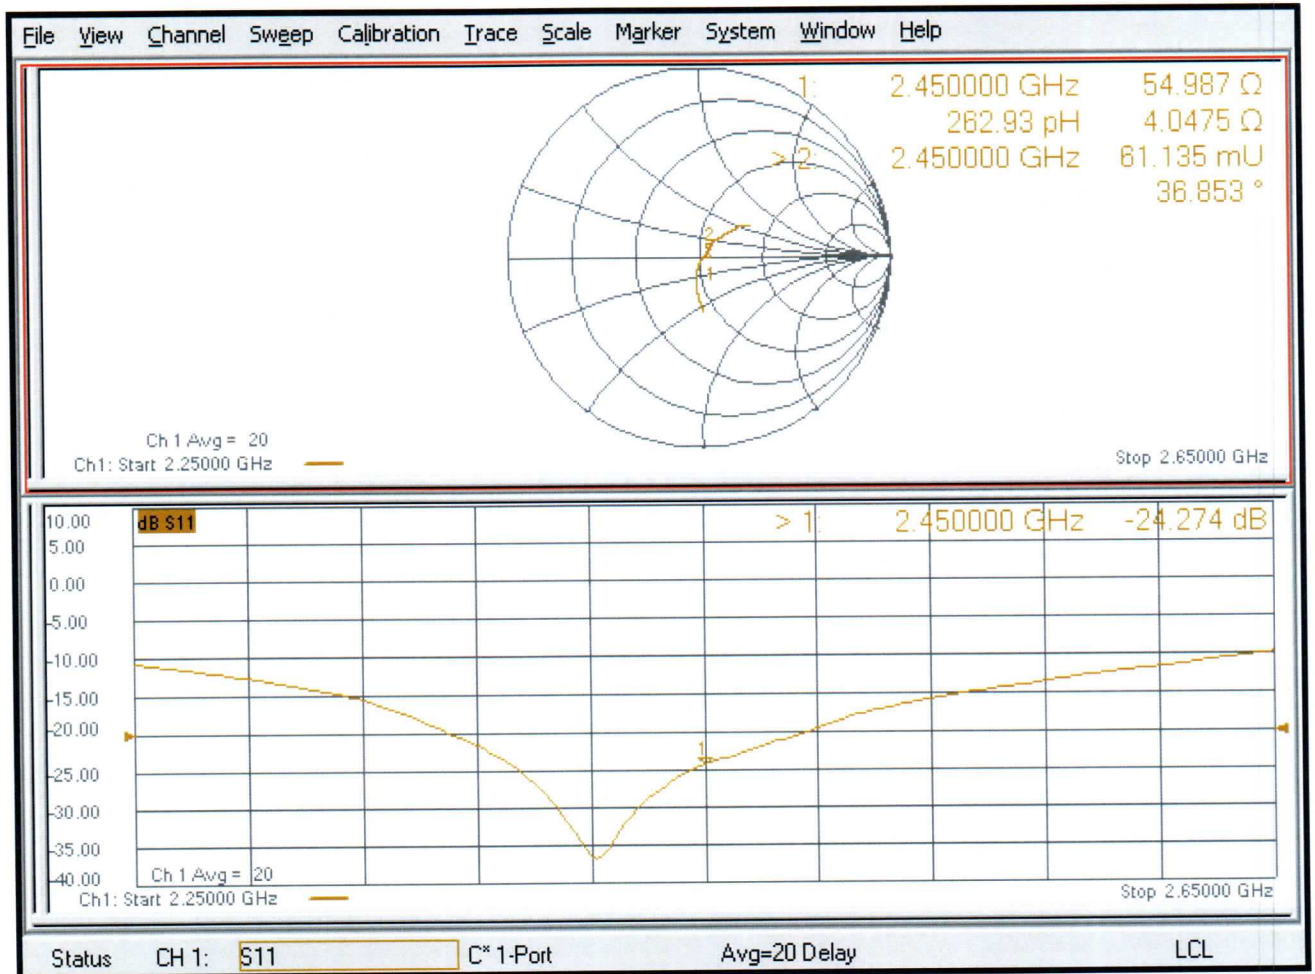 File View Channel Sweep Calibration Trace Scale Marker System Window Help
1: 2.450000 GHz 54.987 Ω
262.93 pH 4.0475 Ω
> 2: 2.450000 GHz 61.135 mU
36.853 °
2
1
Ch 1 Avg = 20
Ch1: Start 2.25000 GHz
Stop 2.65000 GHz
10.00 dB S11 > 1: 2.450000 GHz -24.274 dB
5.00
0.00
-5.00
-10.00
-15.00
-20.00
1
-25.00
-30.00
-35.00
-40.00
Ch 1 Avg = 20
Ch1: Start 2.25000 GHz
Stop 2.65000 GHz
Status CH 1: S11 C* 1-Port Avg=20 Delay LCL